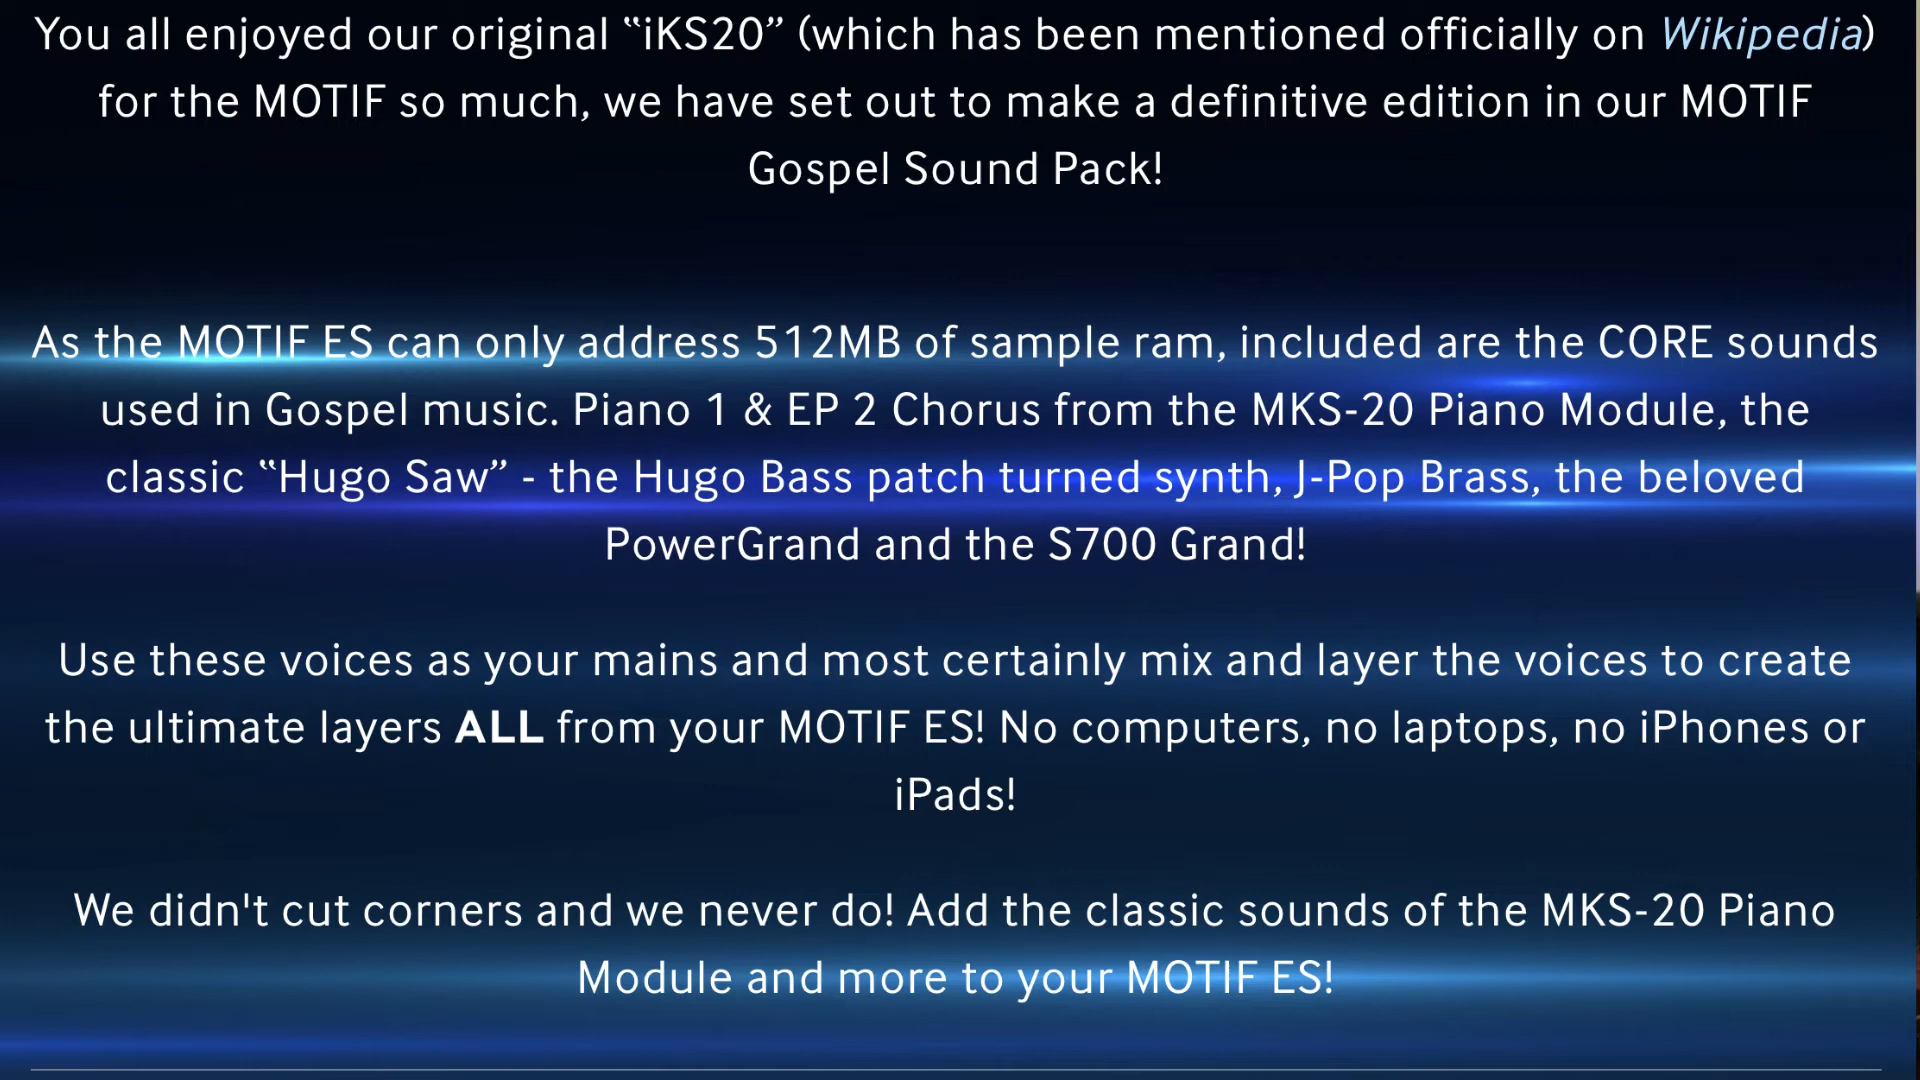 You all enjoyed our original “iKS20” (which has been mentioned officially on Wikipedia)
for the MOTIF so much, we have set out to make a definitive edition in our MOTIF
Gospel Sound Pack!
As the MOTIF ES can only address 512MB of sample ram, included are the CORE sounds
used in Gospel music. Piano 1 & EP 2 Chorus from the MKS-20 Piano Module, the
classic “Hugo Saw” - the Hugo Bass patch turned synth, J-Pop Brass, the beloved
PowerGrand and the S700 Grand!
Use these voices as your mains and most certainly mix and layer the voices to create
the ultimate layers ALL from your MOTIF ES! No computers, no laptops, no iPhones or
iPads!
We didn't cut corners and we never do! Add the classic sounds of the MKS-20 Piano
Module and more to your MOTIF ES!